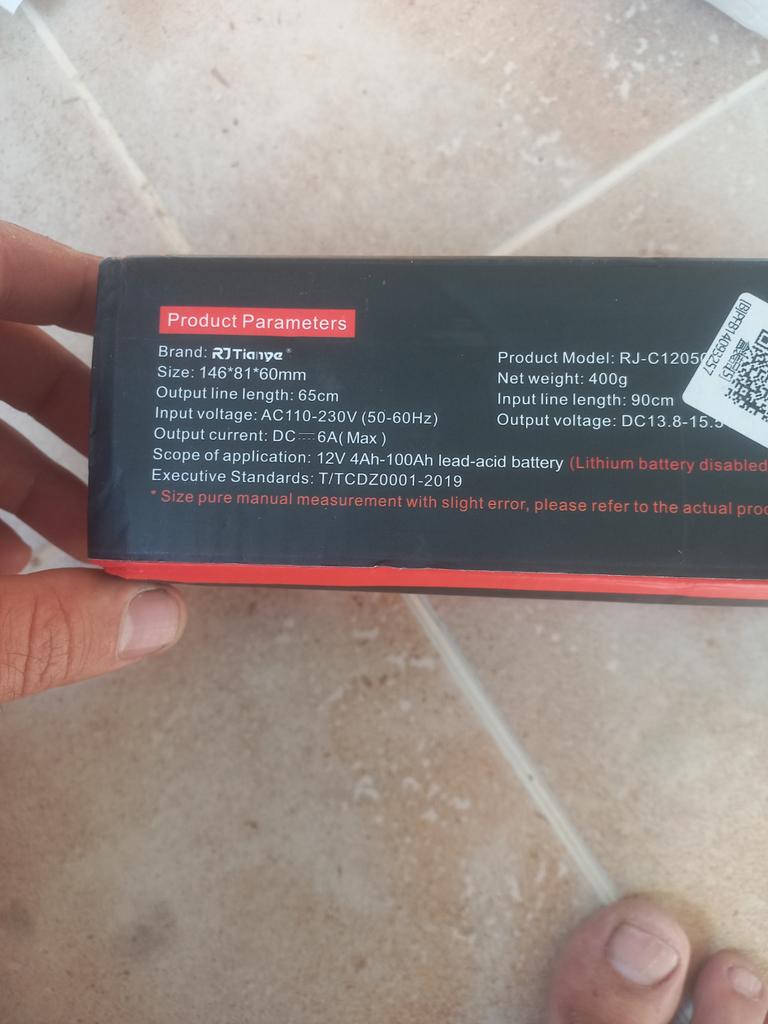 Product Parameters
Brand: RJTianye®
Size: 146*81*60mm
Output line length: 65cm
Input voltage: AC110-230V (50-60Hz)
Output current: DC 6A( Max )
Scope of application: 12V 4Ah-100Ah lead-acid battery (Lithium battery disabled
Executive Standards: T/TCDZ0001-2019
* Size pure manual measurement with slight error, please refer to the actual
Product Model: RJ-C1205
Net weight: 400g
Input line length: 90cm
Output voltage: DC13.8-15.5